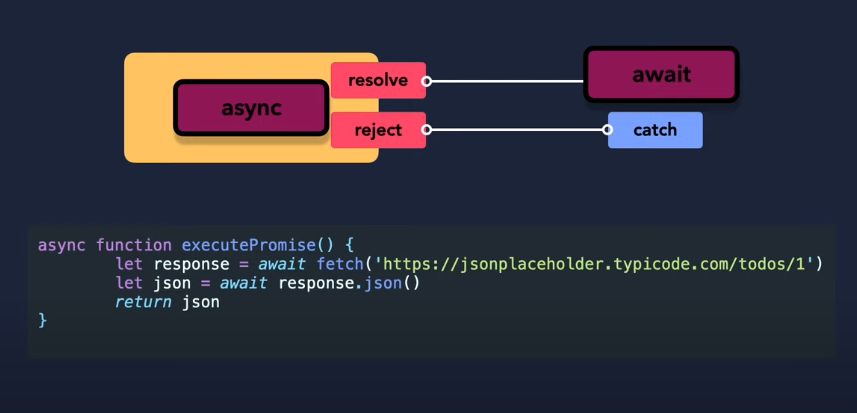 resolve
await
async
reject
catch
async function executePromise() {
let response = await fetch('https://jsonplaceholder.typicode.com/todos/1')
let json = await response.json()
return json
}